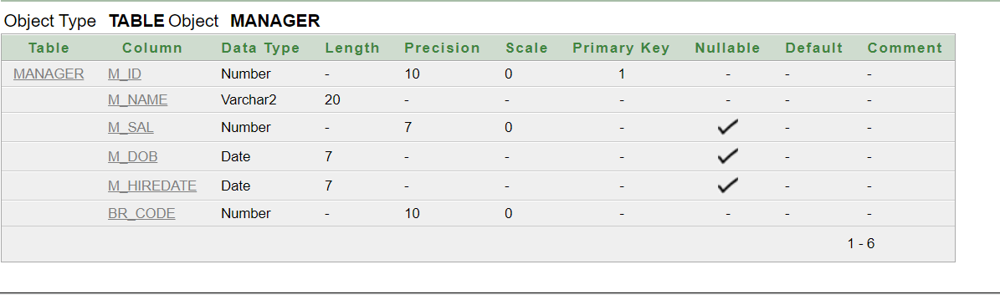 Object Type TABLE Object MANAGER
Table Column Data Type Length Precision Scale Primary Key Nullable Default Comment
MANAGER M_ID Number - 10 0 1 - - -
M_NAME Varchar2 20 - - - - - -
M_SAL Number - 7 0 - ✓ - -
M_DOB Date 7 - - - ✓ - -
M_HIREDATE Date 7 - - - ✓ - -
BR_CODE Number - 10 0 - - - -
1 - 6